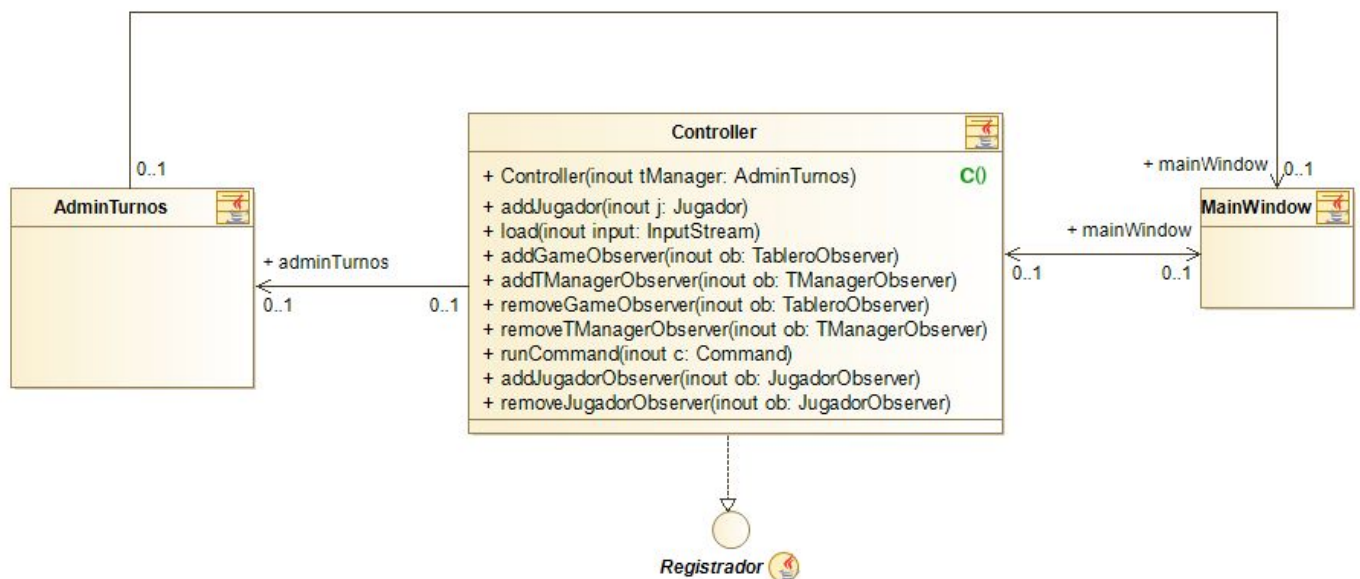 Controller
+ Controller(inout tManager: AdminTurnos) C()
+ addJugador(inout j: Jugador)
+ load(inout input: InputStream)
+ addGameObserver(inout ob: TableroObserver)
+ addTManagerObserver(inout ob: TManagerObserver)
+ removeGameObserver(inout ob: TableroObserver)
+ removeTManagerObserver(inout ob: TManagerObserver)
+ runCommand(inout c: Command)
+ addJugadorObserver(inout ob: JugadorObserver)
+ removeJugadorObserver(inout ob: JugadorObserver)
0..1
AdminTurnos
+ adminTurnos
0..1
0..1
+ mainWindow
0..1
MainWindow
+ mainWindow
0..1
0..1
Registrador